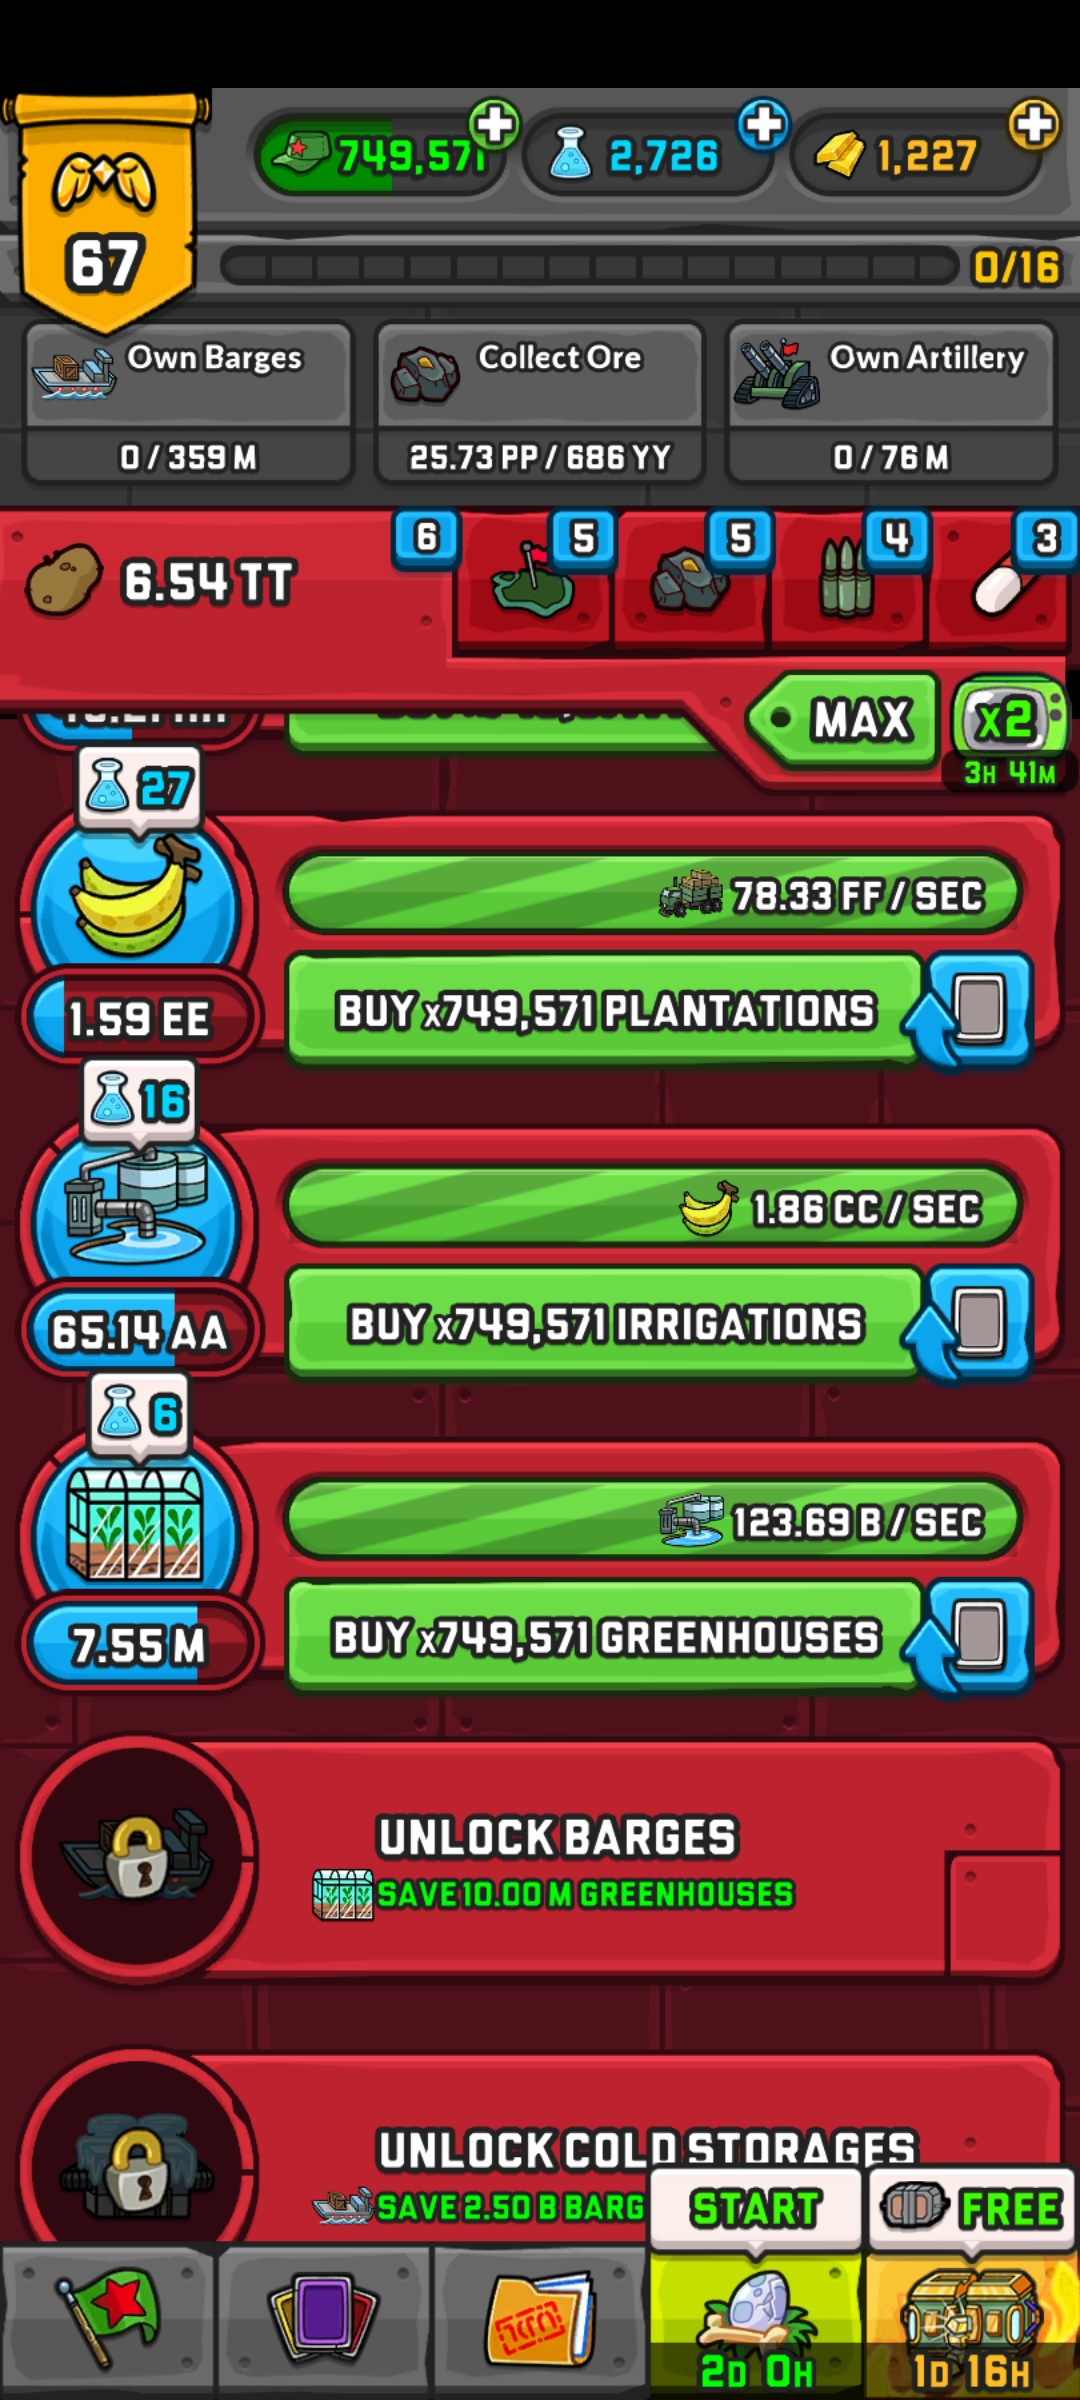 749,571
2,726
1,227
67
0/16
Own Barges
Collect Ore
Own Artillery
0 / 359 M
25.73 PP / 686 YY
0 / 76 M
6.54 TT
6
5
5
4
3
MAX
x2
3H 41M
27
78.33 FF / SEC
1.59 EE
BUY x749,571 PLANTATIONS
16
1.86 CC / SEC
65.14 AA
BUY x749,571 IRRIGATIONS
6
123.69 B / SEC
7.55 M
BUY x749,571 GREENHOUSES
UNLOCK BARGES
SAVE 10.00 M GREENHOUSES
UNLOCK COLD STORAGES
SAVE 2.50 B BARG
START
FREE
2D 0H
1D 16H